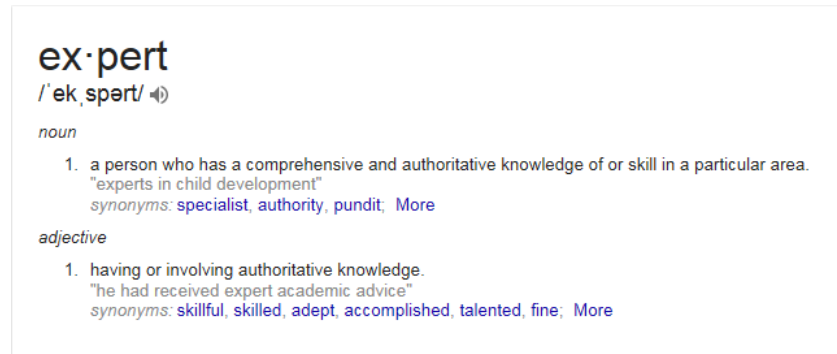 ex·pert
/ˈekˌspərt/
noun
1. a person who has a comprehensive and authoritative knowledge of or skill in a particular area.
"experts in child development"
synonyms: specialist, authority, pundit; More
adjective
1. having or involving authoritative knowledge.
"he had received expert academic advice"
synonyms: skillful, skilled, adept, accomplished, talented, fine; More